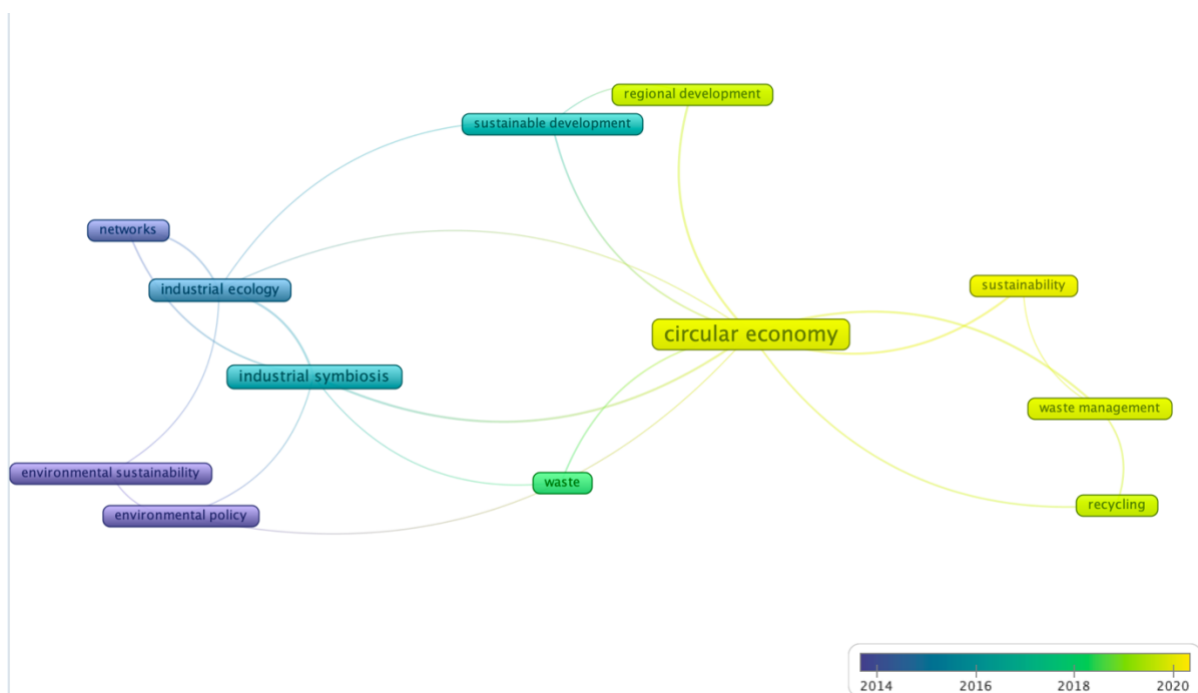 regional development
sustainable development
networks
industrial ecology
sustainability
circular economy
industrial symbiosis
waste management
environmental sustainability
waste
recycling
environmental policy
2014 2016 2018 2020